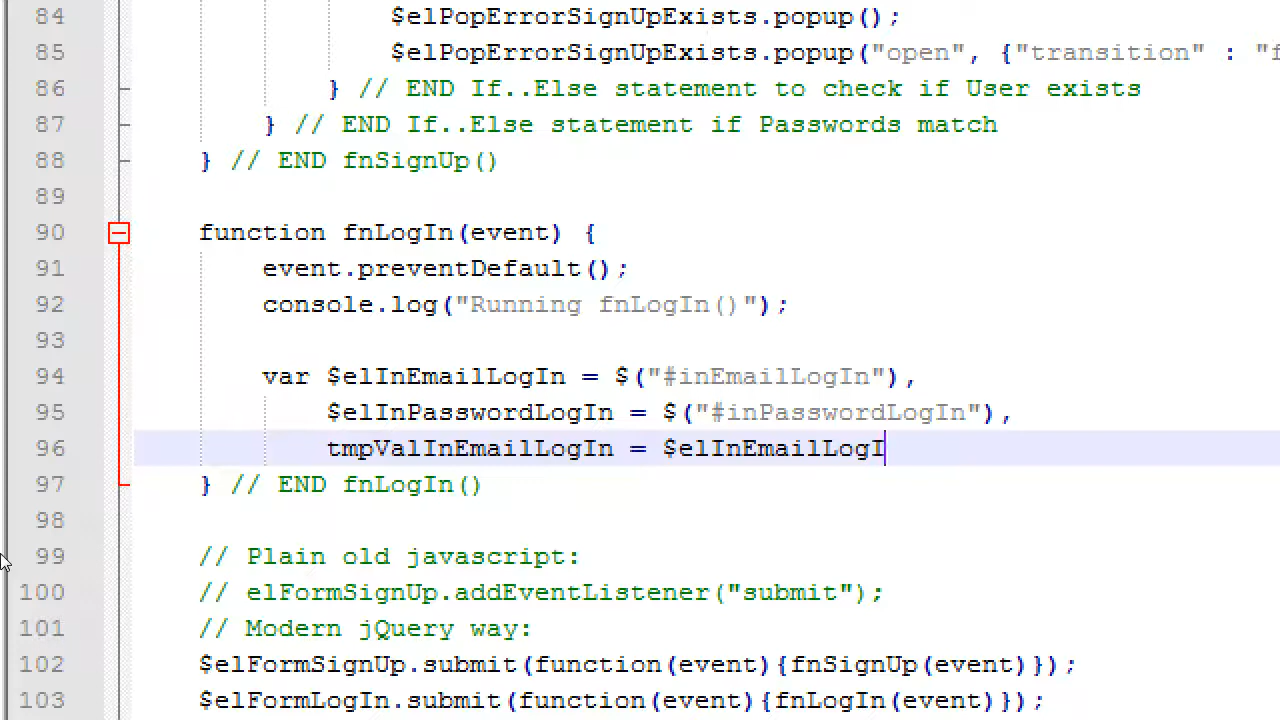 84 $elPopErrorSignUpExists.popup();
85 $elPopErrorSignUpExists.popup("open", {"transition" : "f
86 } // END If..Else statement to check if User exists
87 } // END If..Else statement if Passwords match
88 } // END fnSignUp()
89
90 function fnLogIn(event) {
91 event.preventDefault();
92 console.log("Running fnLogIn()");
93
94 var $elInEmailLogIn = $("#inEmailLogIn"),
95 $elInPasswordLogIn = $("#inPasswordLogIn"),
96 tmpValInEmailLogIn = $elInEmailLogI
97 } // END fnLogIn()
98
99 // Plain old javascript:
100 // elFormSignUp.addEventListener("submit");
101 // Modern jQuery way:
102 $elFormSignUp.submit(function(event){fnSignUp(event)});
103 $elFormLogIn.submit(function(event){fnLogIn(event)});